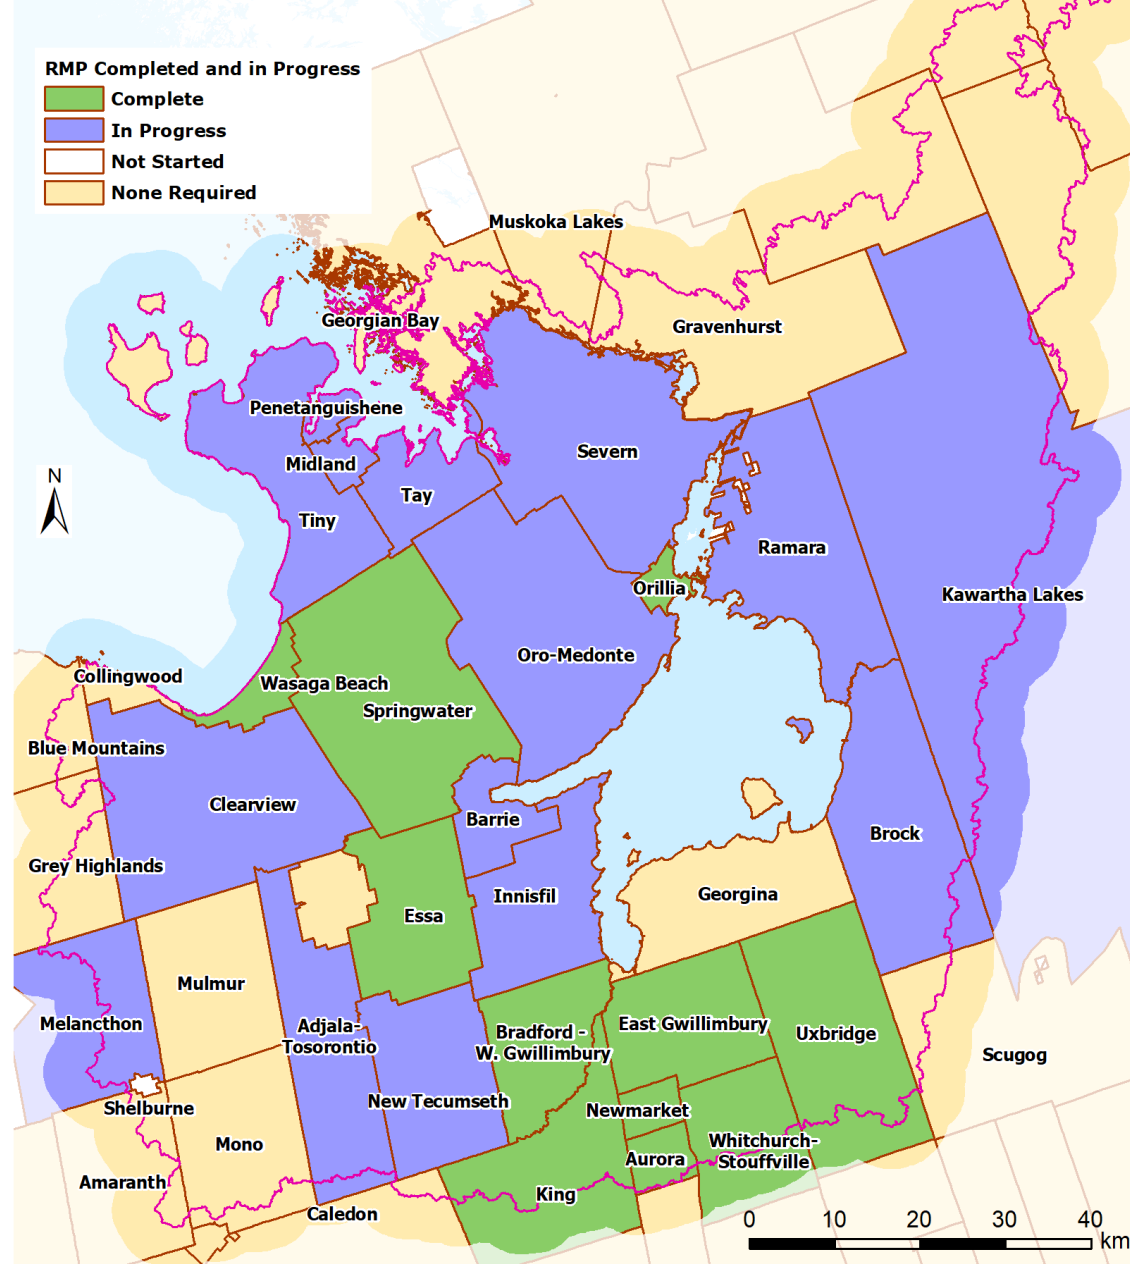 RMP Completed and in Progress
Complete
In Progress
Not Started
None Required
Muskoka Lakes
Georgian Bay
Gravenhurst
Penetanguishene
Severn
Midland
N
Tay
Tiny
Ramara
Orillia
Kawartha Lakes
Oro-Medonte
Collingwood
Wasaga Beach
Springwater
Blue Mountains
Clearview
Barrie
Brock
Grey Highlands
Innisfil
Georgina
Essa
Mulmur
Melancthon
Adjala-
Tosorontio
Bradford -
W. Gwillimbury
East Gwillimbury
Uxbridge
Scugog
Shelburne
New Tecumseth
Newmarket
Mono
Whitchurch-
Stouffville
Aurora
Amaranth
King
Caledon
0 10 20 30 40
km